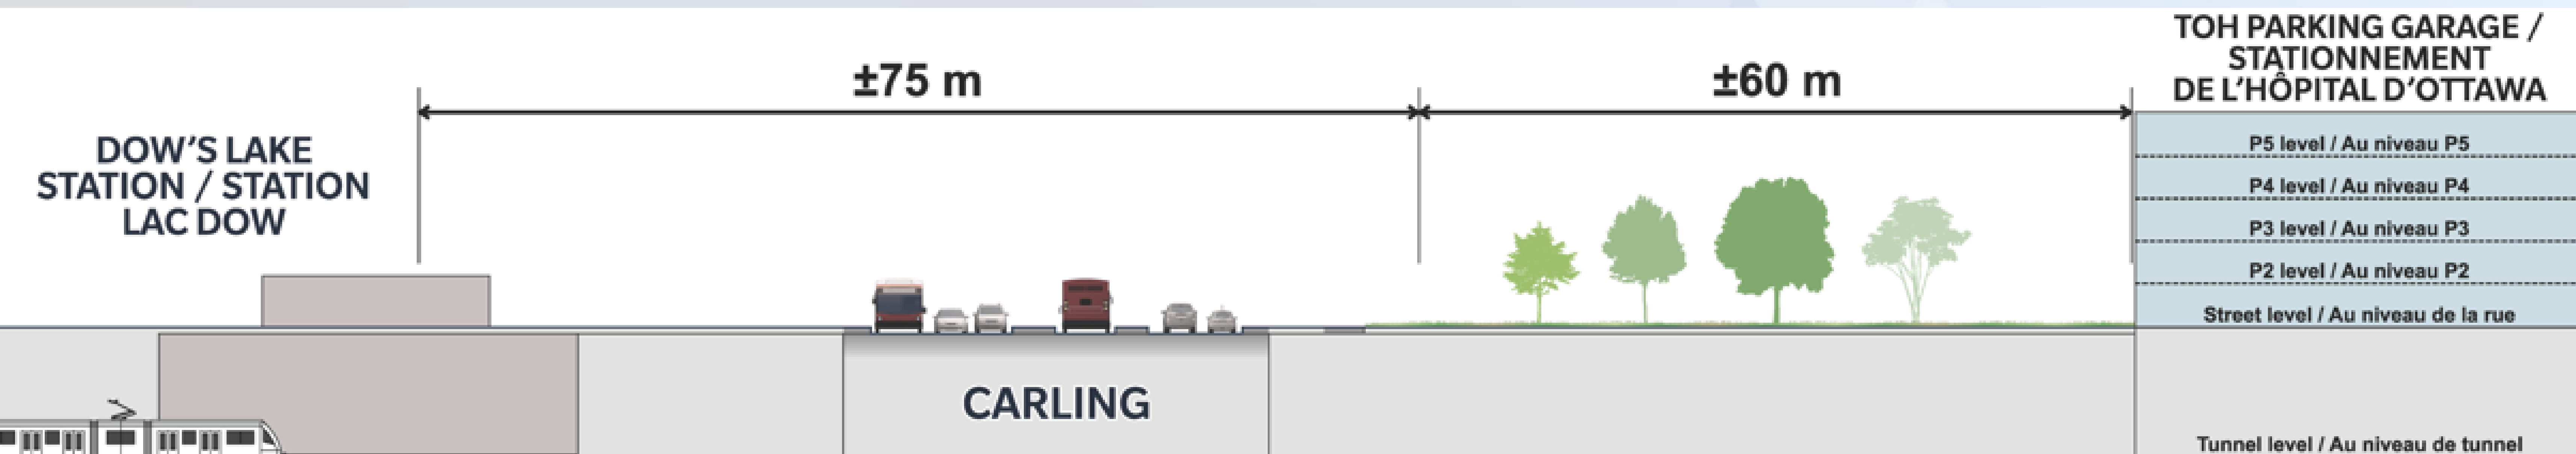 DOW'S LAKE
STATION / STATION
LAC DOW
±75 m
±60 m
TOH PARKING GARAGE /
STATIONNEMENT
DE L'HÔPITAL D'OTTAWA
P5 level / Au niveau P5
P4 level / Au niveau P4
P3 level / Au niveau P3
P2 level / Au niveau P2
Street level / Au niveau de la rue
CARLING
Tunnel level / Au niveau de tunnel